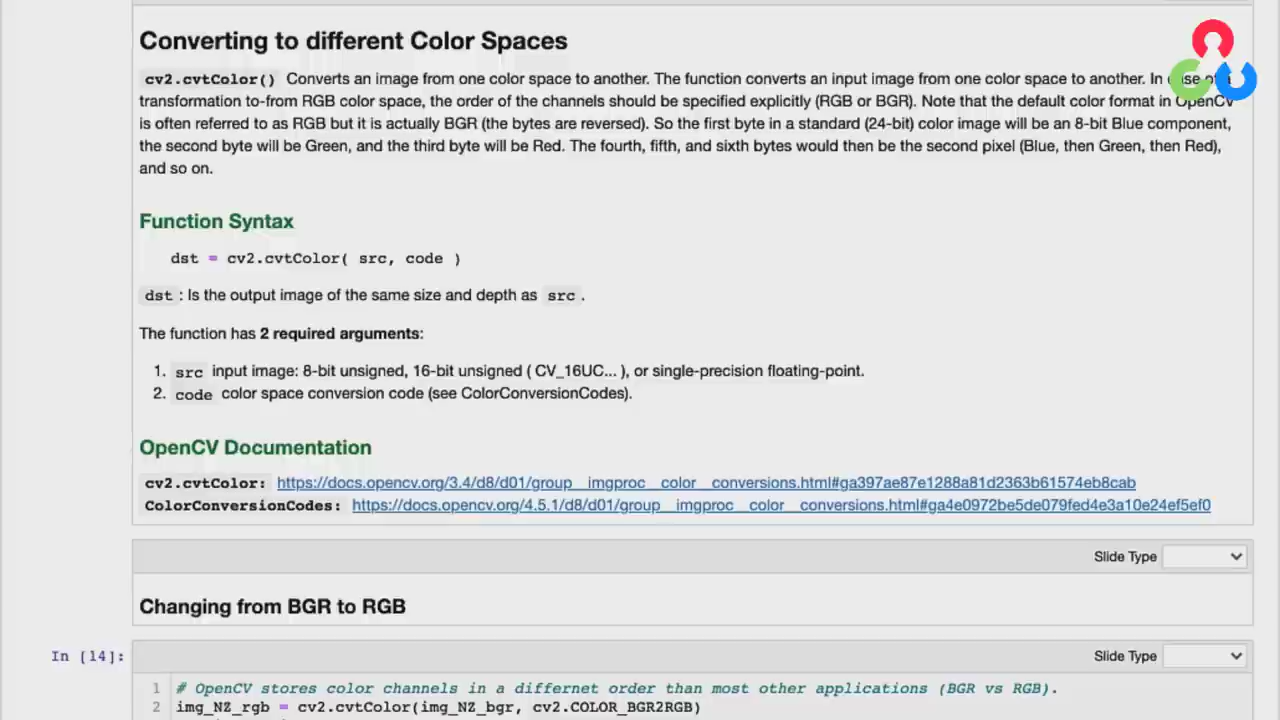 Converting to different Color Spaces
cv2.cvtColor() Converts an image from one color space to another. The function converts an input image from one color space to another. In case of a
transformation to-from RGB color space, the order of the channels should be specified explicitly (RGB or BGR). Note that the default color format in OpenCV
is often referred to as RGB but it is actually BGR (the bytes are reversed). So the first byte in a standard (24-bit) color image will be an 8-bit Blue component,
the second byte will be Green, and the third byte will be Red. The fourth, fifth, and sixth bytes would then be the second pixel (Blue, then Green, then Red),
and so on.
Function Syntax
dst = cv2.cvtColor( src, code )
dst : Is the output image of the same size and depth as src .
The function has 2 required arguments:
1. src input image: 8-bit unsigned, 16-bit unsigned ( CV_16UC... ), or single-precision floating-point.
2. code color space conversion code (see ColorConversionCodes).
OpenCV Documentation
cv2.cvtColor: https://docs.opencv.org/3.4/d8/d01/group__imgproc__color__conversions.html#ga397ae87e1288a81d2363b61574eb8cab
ColorConversionCodes: https://docs.opencv.org/4.5.1/d8/d01/group__imgproc__color__conversions.html#ga4e0972be5de079fed4e3a10e24ef5ef0
Slide Type
Changing from BGR to RGB
In [14]:
Slide Type
1 # OpenCV stores color channels in a differnet order than most other applications (BGR vs RGB).
2 img_NZ_rgb = cv2.cvtColor(img_NZ_bgr, cv2.COLOR_BGR2RGB)